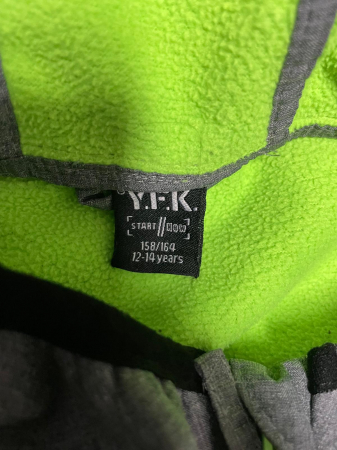 Y.F.K.
START // NOW
158/164
12-14 years